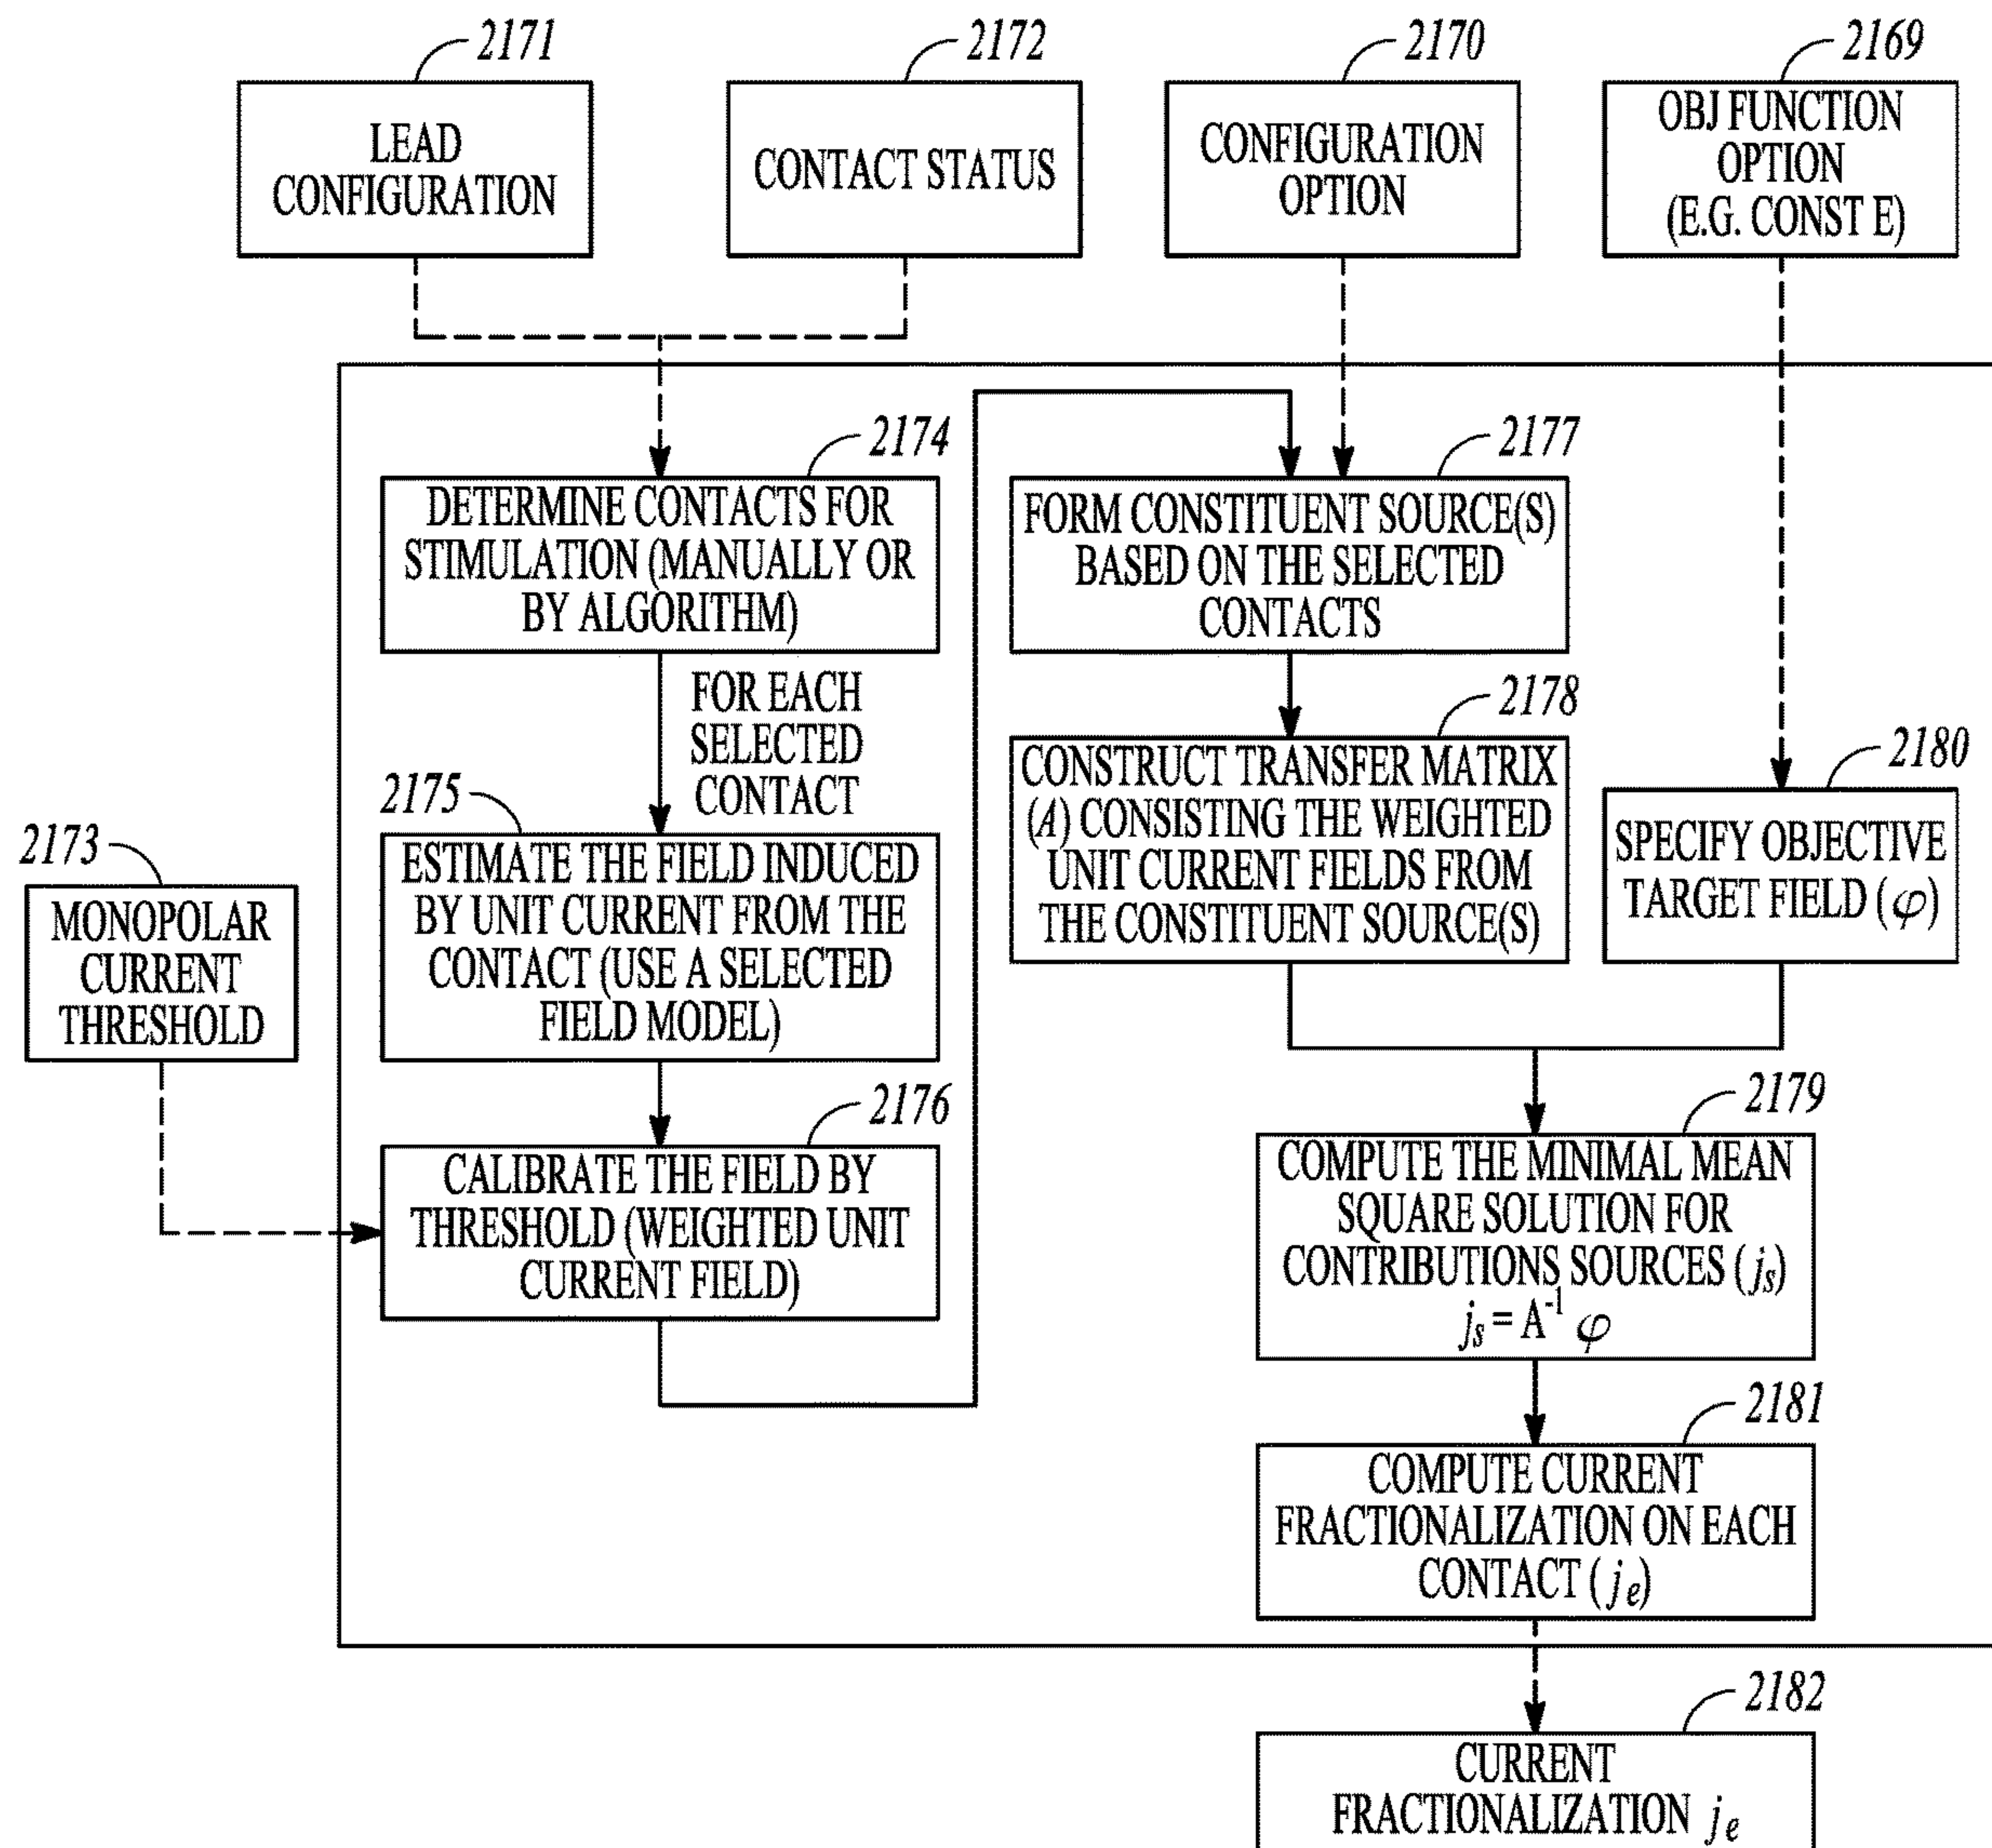 2171
LEAD
CONFIGURATION
2172
CONTACT STATUS
2170
CONFIGURATION
OPTION
2169
OBJ FUNCTION
OPTION
(E.G. CONST E)
2174
DETERMINE CONTACTS FOR
STIMULATION (MANUALLY OR
BY ALGORITHM)
FOR EACH
SELECTED
CONTACT
2175
ESTIMATE THE FIELD INDUCED
BY UNIT CURRENT FROM THE
CONTACT (USE A SELECTED
FIELD MODEL)
2173
MONOPOLAR
CURRENT
THRESHOLD
2176
CALIBRATE THE FIELD BY
THRESHOLD (WEIGHTED UNIT
CURRENT FIELD)
2177
FORM CONSTITUENT SOURCE(S)
BASED ON THE SELECTED
CONTACTS
2178
CONSTRUCT TRANSFER MATRIX
(A) CONSISTING THE WEIGHTED
UNIT CURRENT FIELDS FROM
THE CONSTITUENT SOURCE(S)
2180
SPECIFY OBJECTIVE
TARGET FIELD (φ)
2179
COMPUTE THE MINIMAL MEAN
SQUARE SOLUTION FOR
CONTRIBUTIONS SOURCES (js)
js = A⁻¹ φ
2181
COMPUTE CURRENT
FRACTIONALIZATION ON EACH
CONTACT (je)
2182
CURRENT
FRACTIONALIZATION je